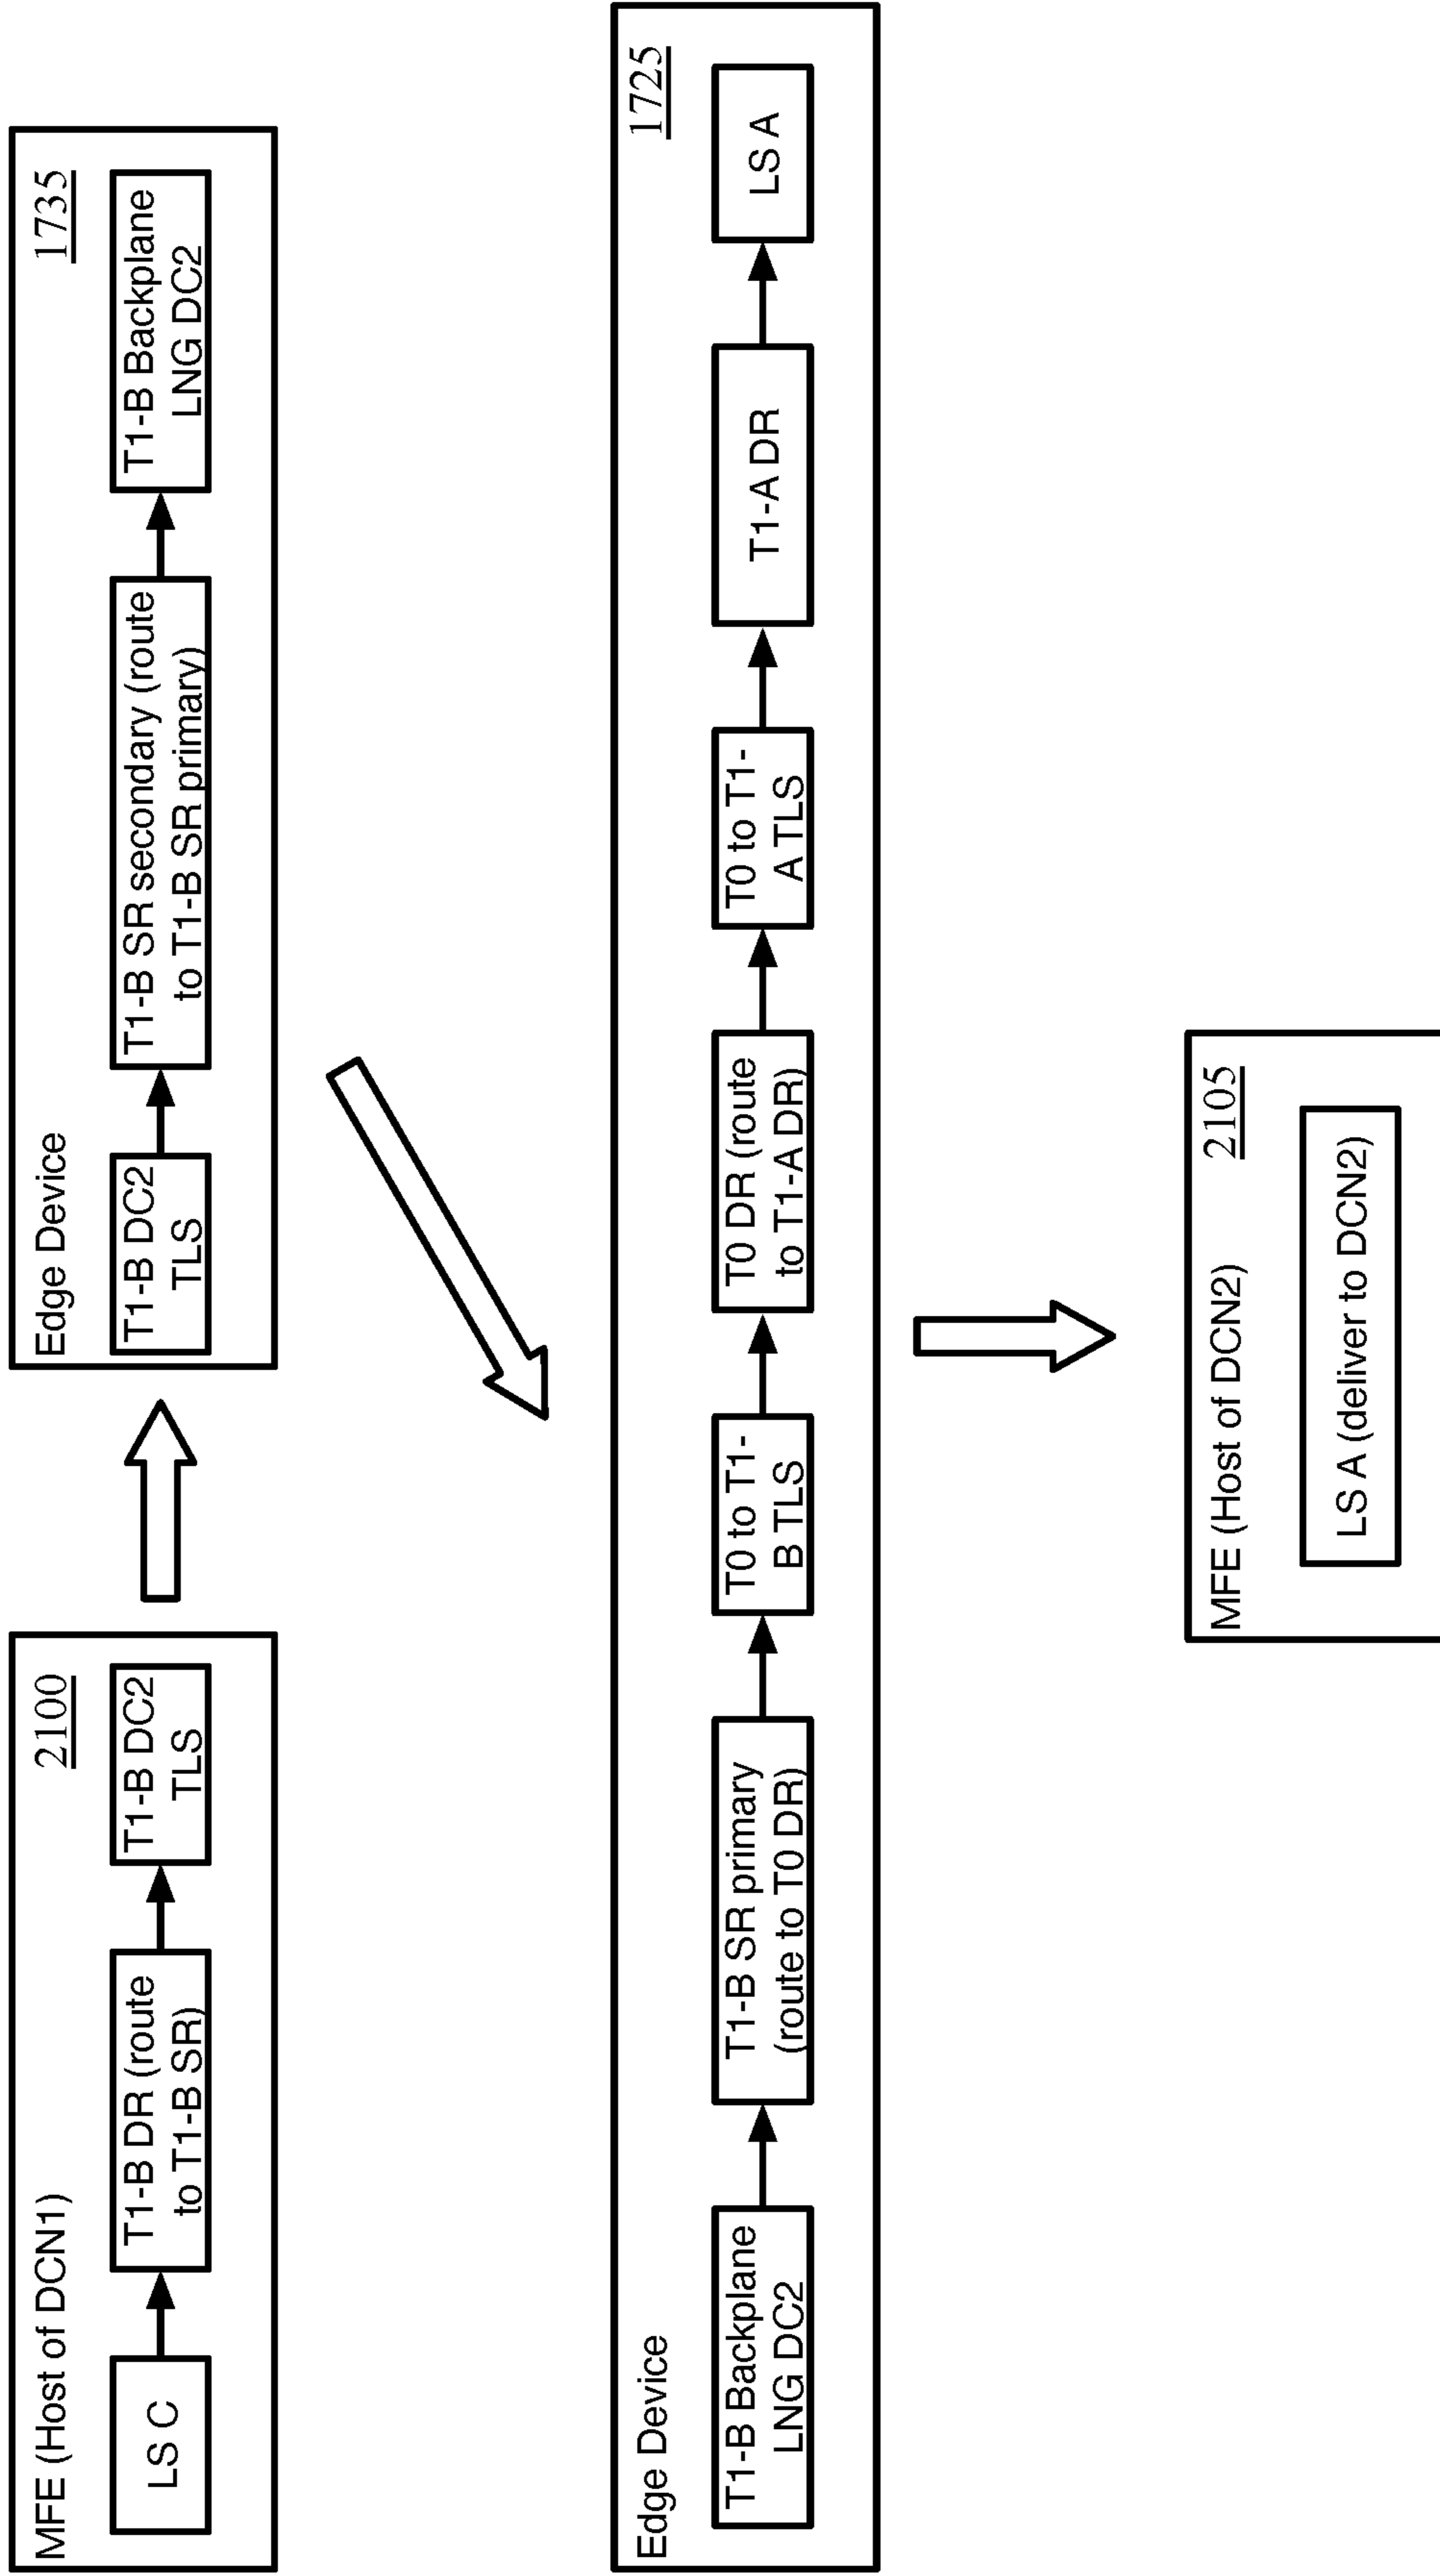 MFE (Host of DCN1)
2100
LS C
T1-B DR (route
to T1-B SR)
T1-B DC2
TLS
Edge Device
1735
T1-B DC2
TLS
T1-B SR secondary (route
to T1-B SR primary)
T1-B Backplane
LNG DC2
Edge Device
1725
T1-B Backplane
LNG DC2
T1-B SR primary
(route to T0 DR)
T0 to T1-
B TLS
T0 DR (route
to T1-A DR)
T0 to T1-
A TLS
T1-A DR
LS A
MFE (Host of DCN2)
2105
LS A (deliver to DCN2)